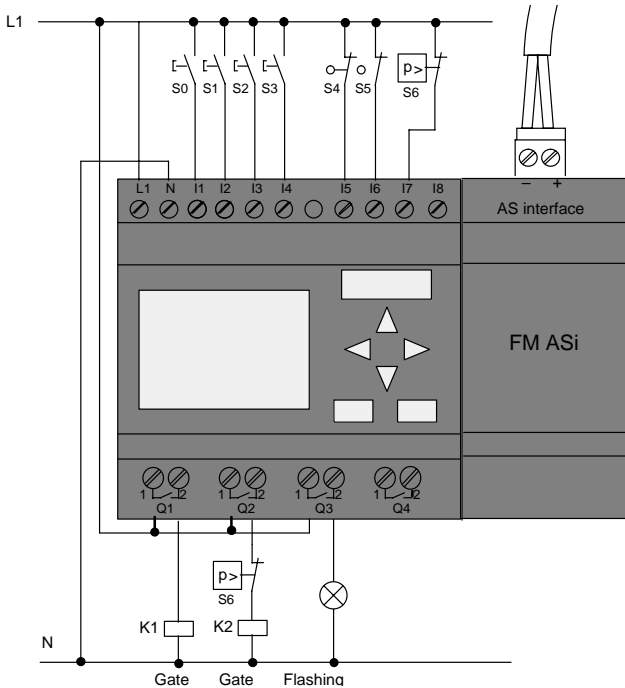 L1
p>
S0 S1 S2 S3 S4 S5 S6
L1 N I1 I2 I3 I4 I5 I6 I7 I8
– +
AS interface
FM ASi
1 2 1 2 1 2 1 2
Q1 Q2 Q3 Q4
p>
S6
K1 K2
N
Gate Gate Flashing